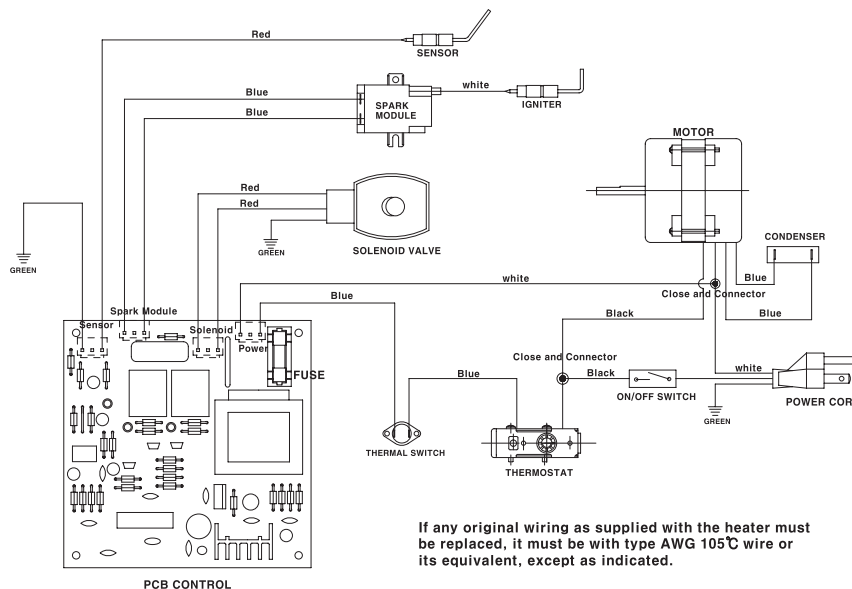 Red
SENSOR
Blue
white
SPARK
MODULE
IGNITER
Blue
MOTOR
Red
Red
GREEN
GREEN
SOLENOID VALVE
CONDENSER
white
Blue
Close and Connector
Blue
Blue
Spark Module
Sensor
Solenoid
Power
Black
FUSE
Close and Connector
Blue
Black
white
ON/OFF SWITCH
POWER COR
GREEN
THERMAL SWITCH
THERMOSTAT
If any original wiring as supplied with the heater must
be replaced, it must be with type AWG 105℃ wire or
its equivalent, except as indicated.
PCB CONTROL